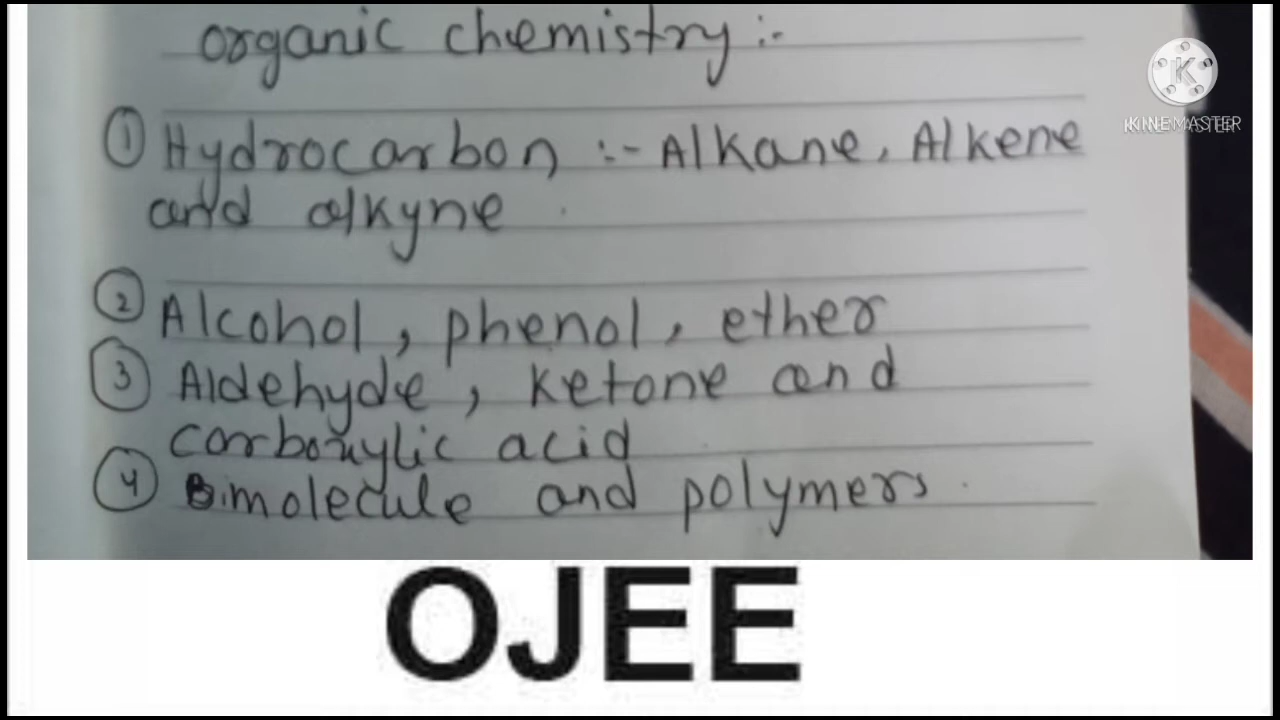 organic chemistry :-
① Hydrocarbon :- Alkane, Alkene
and alkyne.
② Alcohol, phenol, ether
③ Aldehyde, ketone and
carboxylic acid
④ Bimolecule and polymers.
KINEMASTER
OJEE